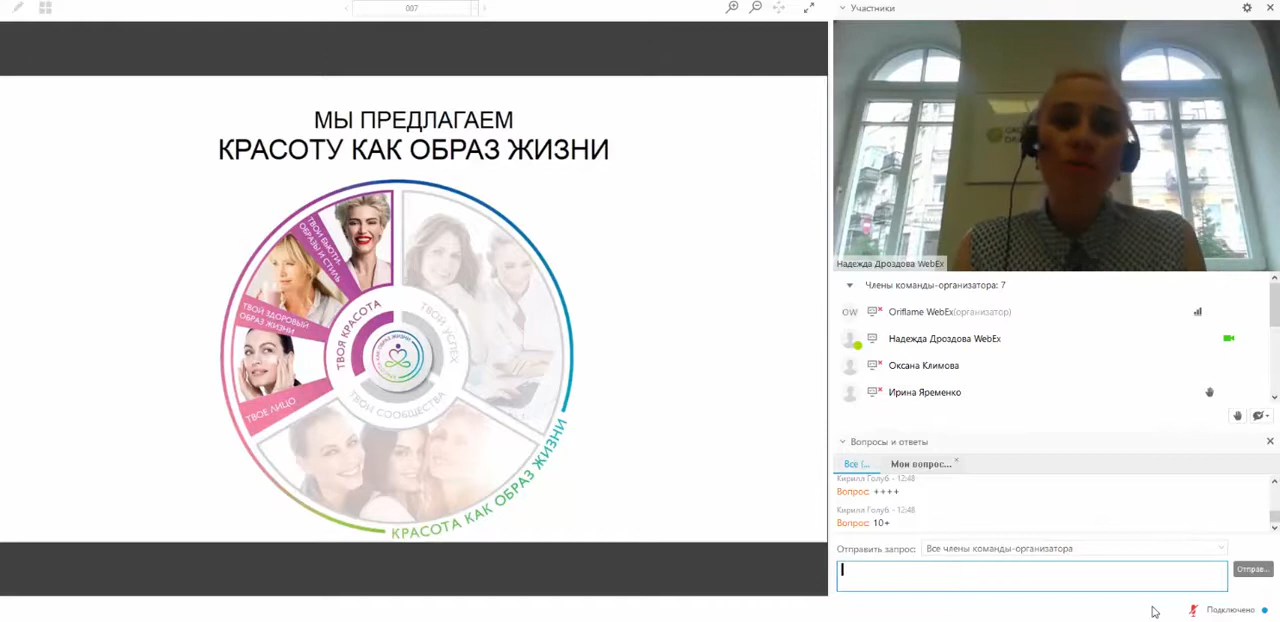 007
МЫ ПРЕДЛАГАЕМ
КРАСОТУ КАК ОБРАЗ ЖИЗНИ
ТВОИ БЬЮТИ-
ОБРАЗЫ И СТИЛЬ
ТВОЙ ЗДОРОВЫЙ
ОБРАЗ ЖИЗНИ
ТВОЕ ЛИЦО
ТВОЯ КРАСОТА
ТВОЙ УСПЕХ
ТВОИ СООБЩЕСТВА
КРАСОТА КАК ОБРАЗ ЖИЗНИ
Участники
Надежда Дроздова WebEx
Члены команды-организатора: 7
OW Oriflame WebEx(организатор)
Надежда Дроздова WebEx
Оксана Климова
Ирина Яременко
Вопросы и ответы
Все (... Мои вопрос...
Кирилл Голуб - 12:48
Вопрос: ++++
Кирилл Голуб - 12:48
Вопрос: 10+
Отправить запрос: Все члены команды-организатора
Отправ...
Подключено